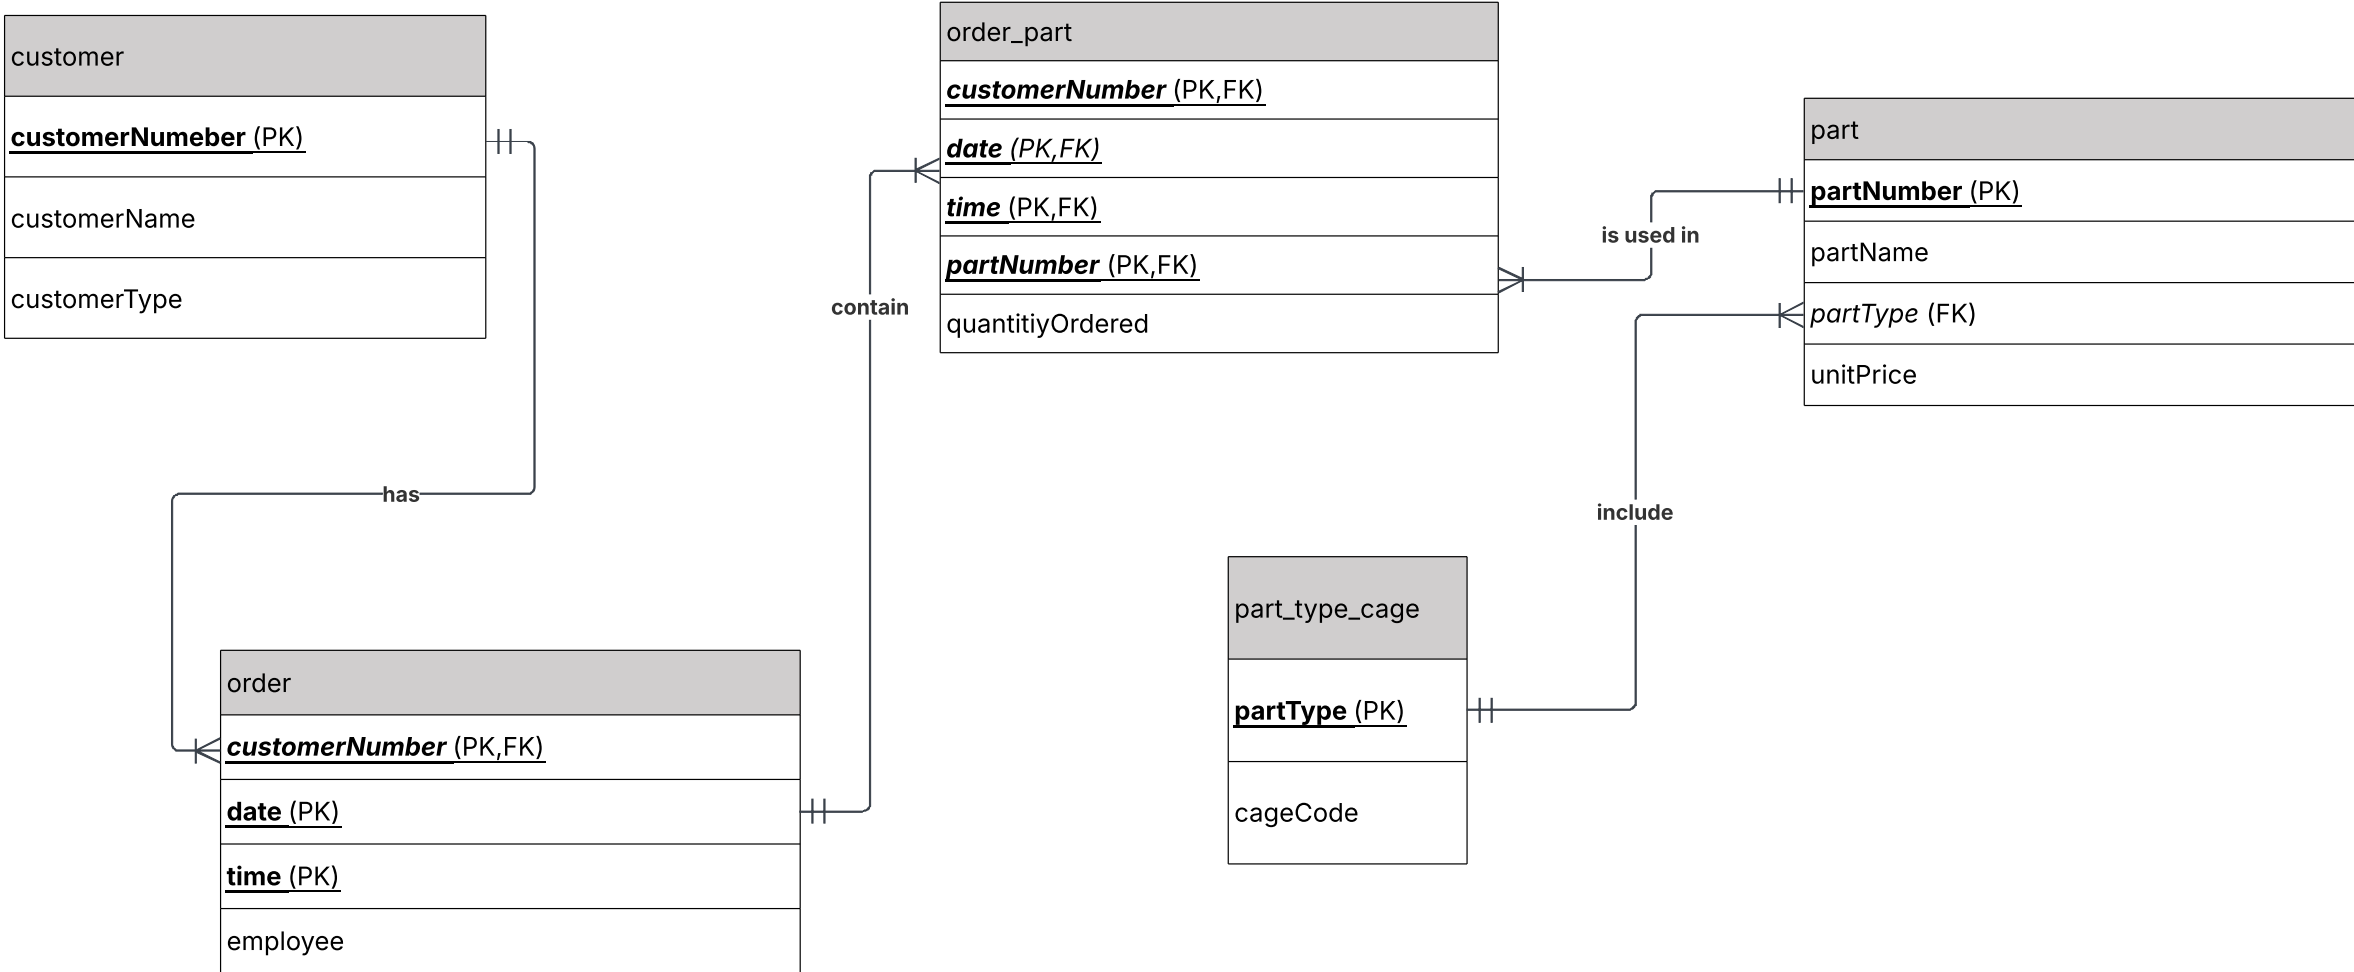 customer
customerNumeber (PK)
customerName
customerType
has
order
customerNumber (PK,FK)
date (PK)
time (PK)
employee
contain
order_part
customerNumber (PK,FK)
date (PK,FK)
time (PK,FK)
partNumber (PK,FK)
quantitiyOrdered
is used in
part
partNumber (PK)
partName
partType (FK)
unitPrice
include
part_type_cage
partType (PK)
cageCode